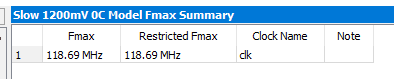 Slow 1200mV 0C Model Fmax Summary
Fmax Restricted Fmax Clock Name Note
1 118.69 MHz 118.69 MHz clk